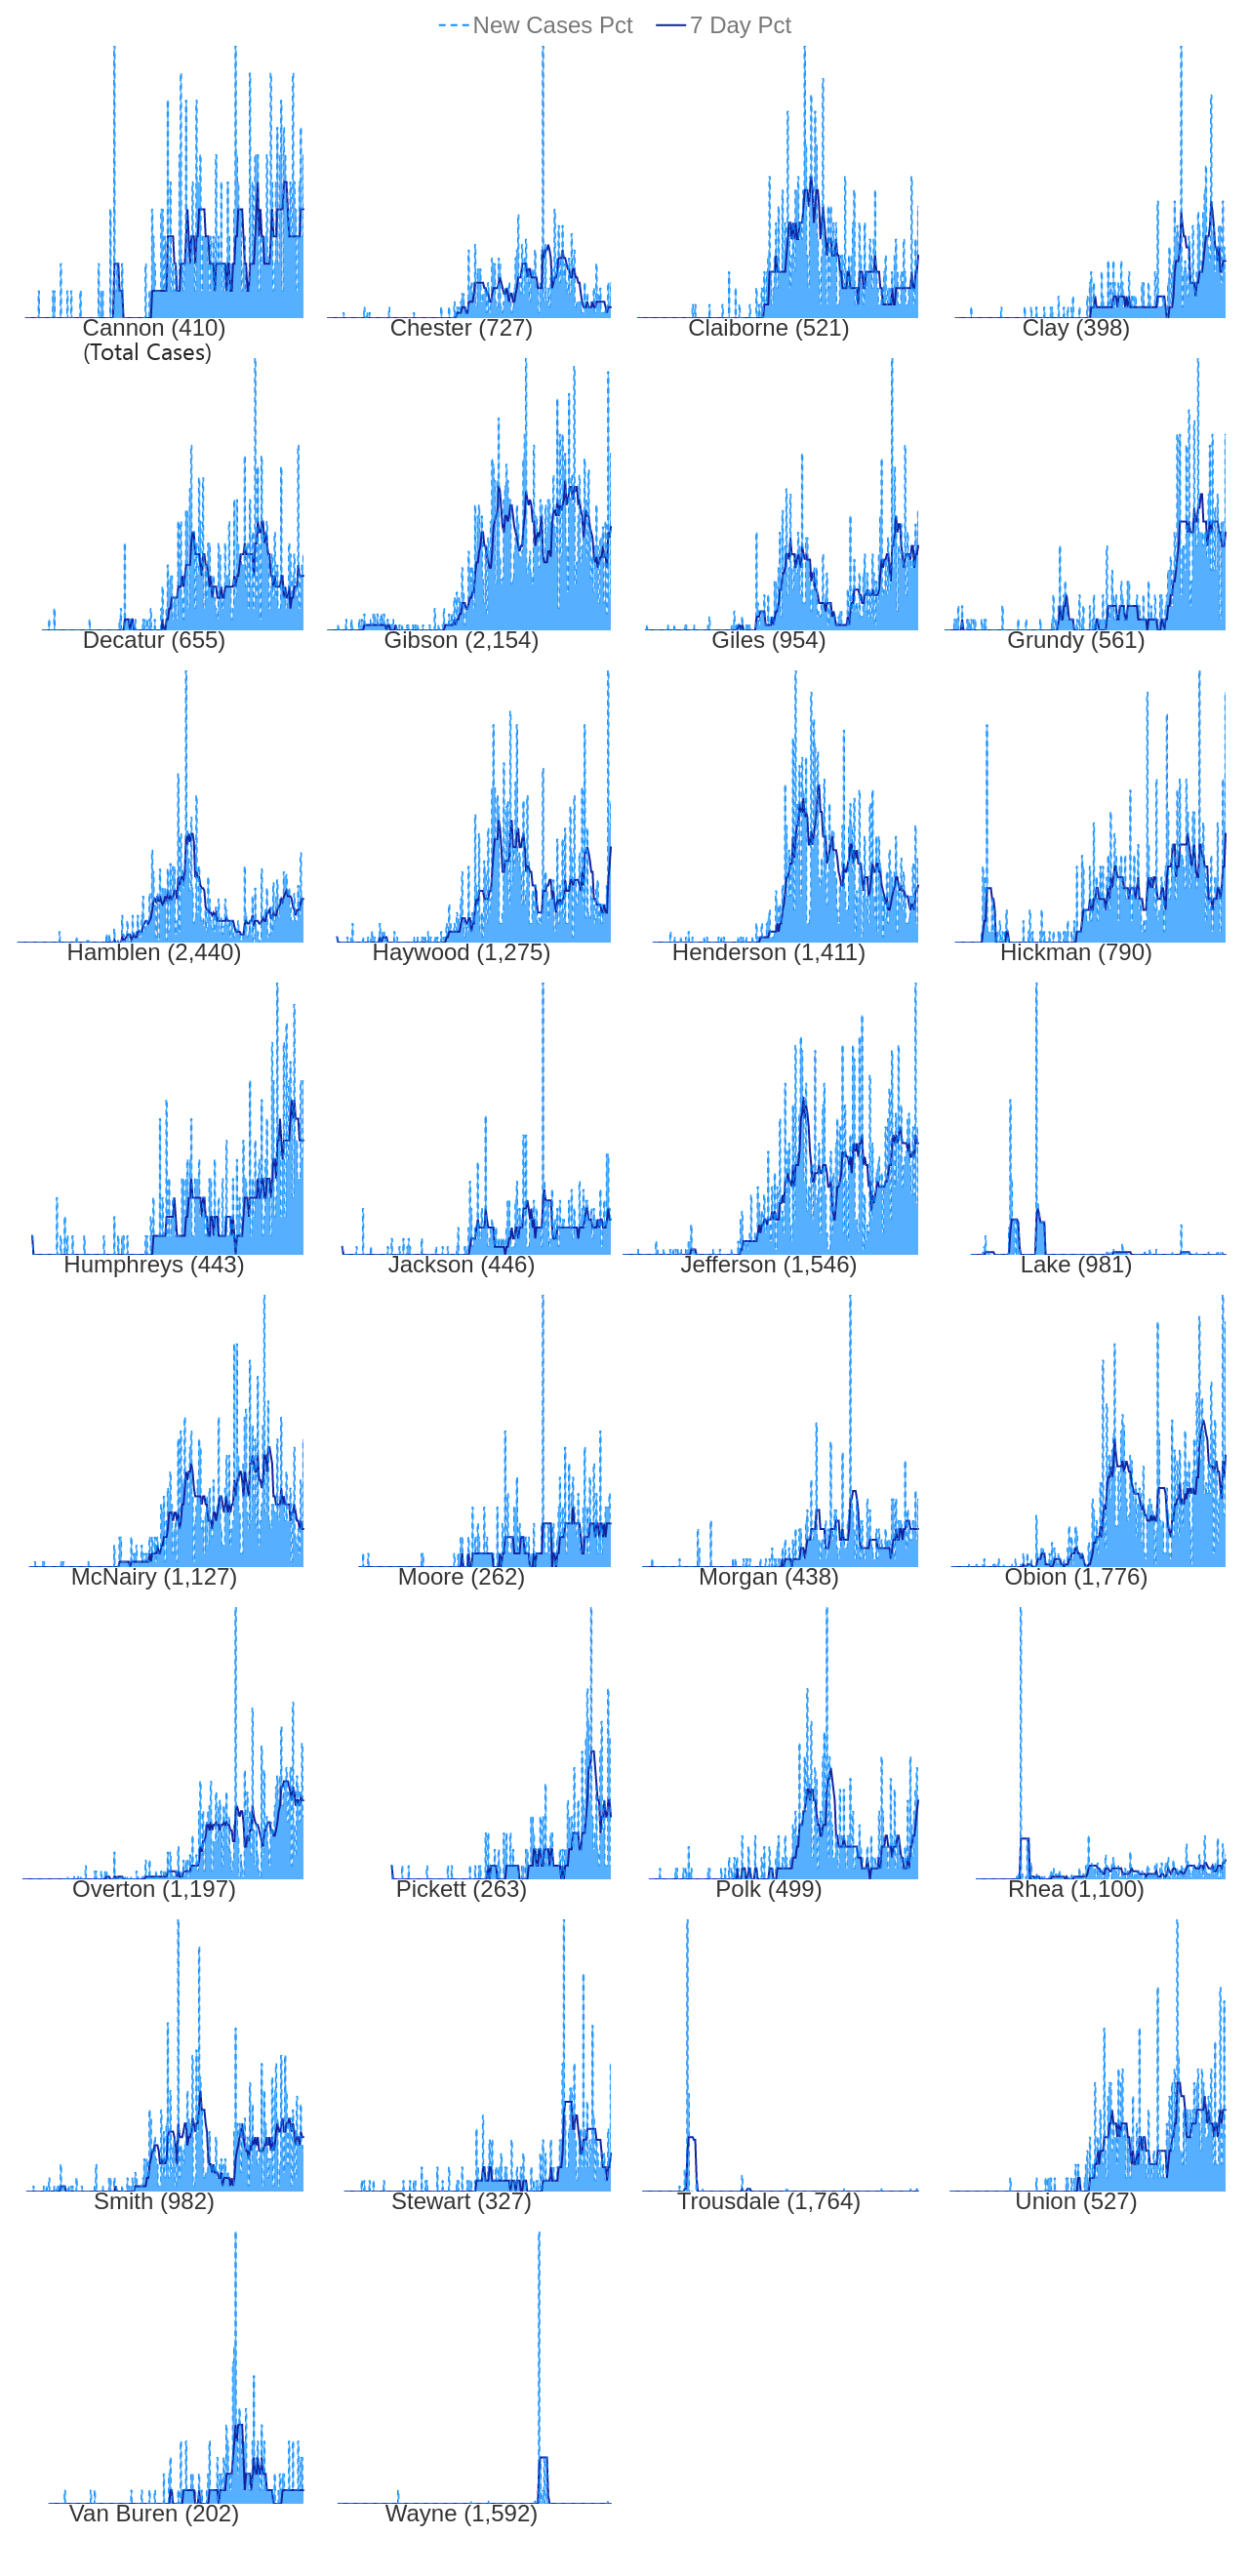 New Cases Pct 7 Day Pct
Cannon (410) Chester (727) Claiborne (521) Clay (398)
(Total Cases)
Decatur (655) Gibson (2,154) Giles (954) Grundy (561)
Hamblen (2,440) Haywood (1,275) Henderson (1,411) Hickman (790)
Humphreys (443) Jackson (446) Jefferson (1,546) Lake (981)
McNairy (1,127) Moore (262) Morgan (438) Obion (1,776)
Overton (1,197) Pickett (263) Polk (499) Rhea (1,100)
Smith (982) Stewart (327) Trousdale (1,764) Union (527)
Van Buren (202) Wayne (1,592)